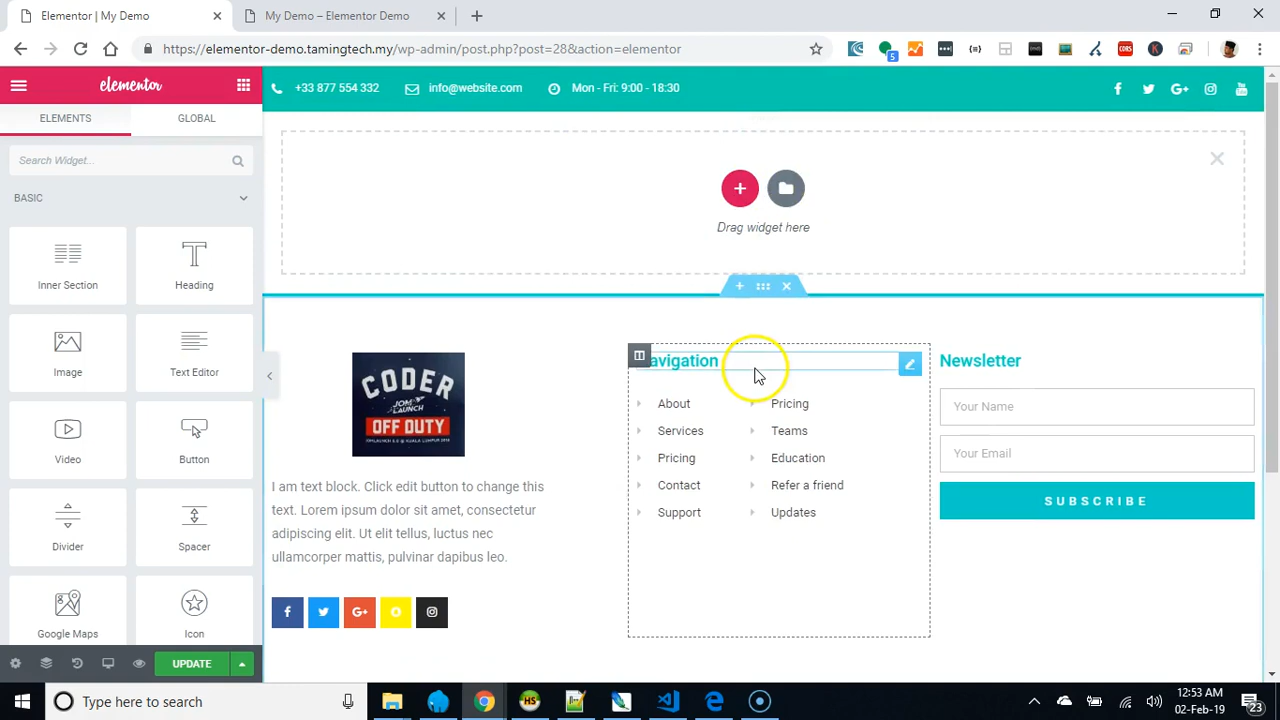 Elementor | My Demo
My Demo – Elementor Demo
https://elementor-demo.tamingtech.my/wp-admin/post.php?post=28&action=elementor
5
CORS
K
elementor
+33 877 554 332
info@website.com
Mon - Fri: 9:00 - 18:30
ELEMENTS
GLOBAL
Search Widget...
BASIC
Inner Section
Heading
Image
Text Editor
Video
Button
Divider
Spacer
Google Maps
Icon
UPDATE
Drag widget here
CODER
JOMLAUNCH
OFF DUTY
I am text block. Click edit button to change this
text. Lorem ipsum dolor sit amet, consectetur
adipiscing elit. Ut elit tellus, luctus nec
ullamcorper mattis, pulvinar dapibus leo.
avigation
About
Services
Pricing
Contact
Support
Pricing
Teams
Education
Refer a friend
Updates
Newsletter
Your Name
Your Email
SUBSCRIBE
Type here to search
HS
12:53 AM
02-Feb-19
23